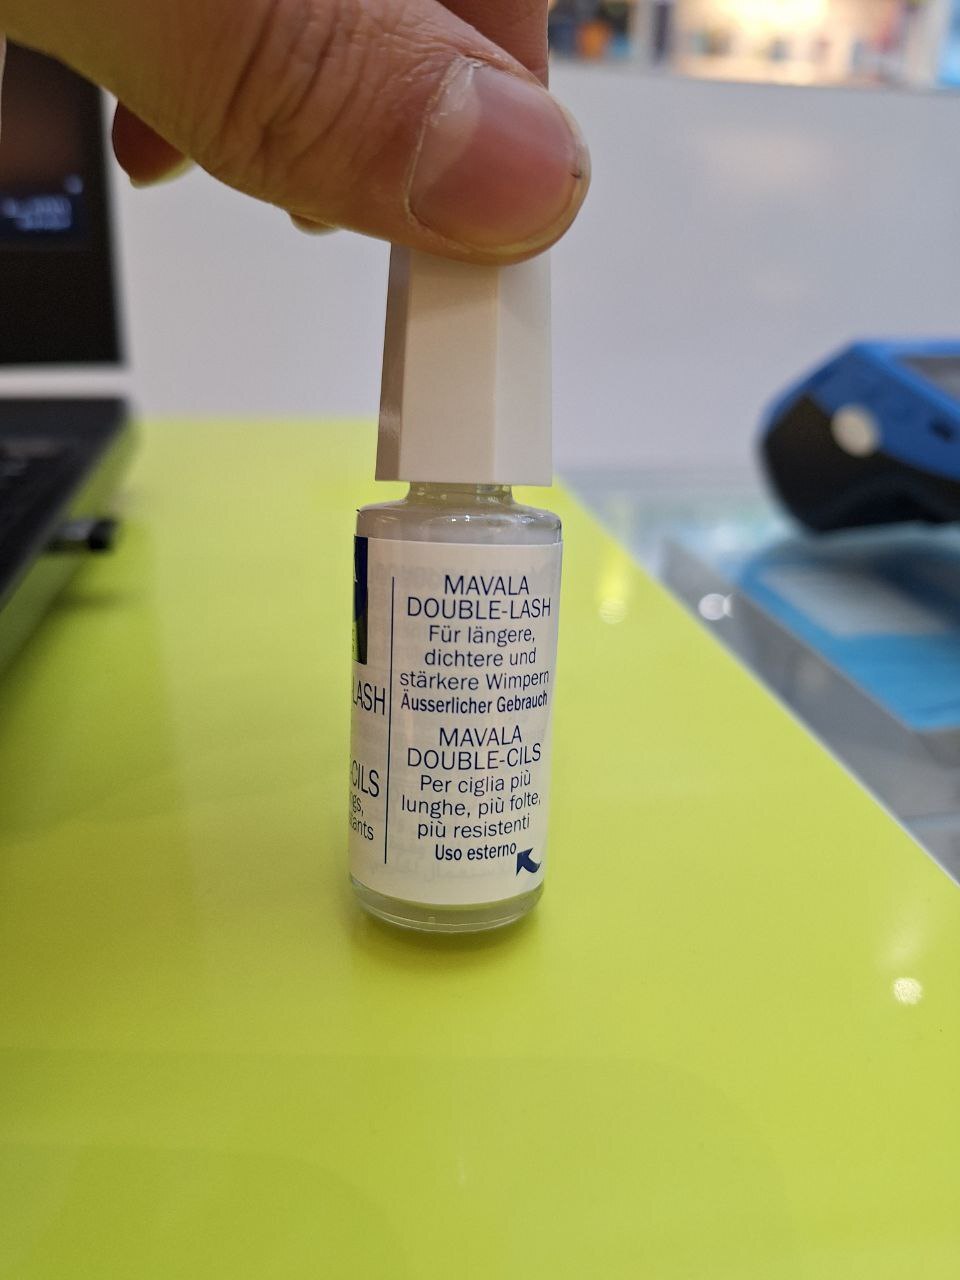 LASH
CILS
MAVALA
DOUBLE-LASH
Für längere,
dichtere und
stärkere Wimpern
Äusserlicher Gebrauch
MAVALA
DOUBLE-CILS
Per ciglia più
lunghe, più folte,
più resistenti
Uso esterno